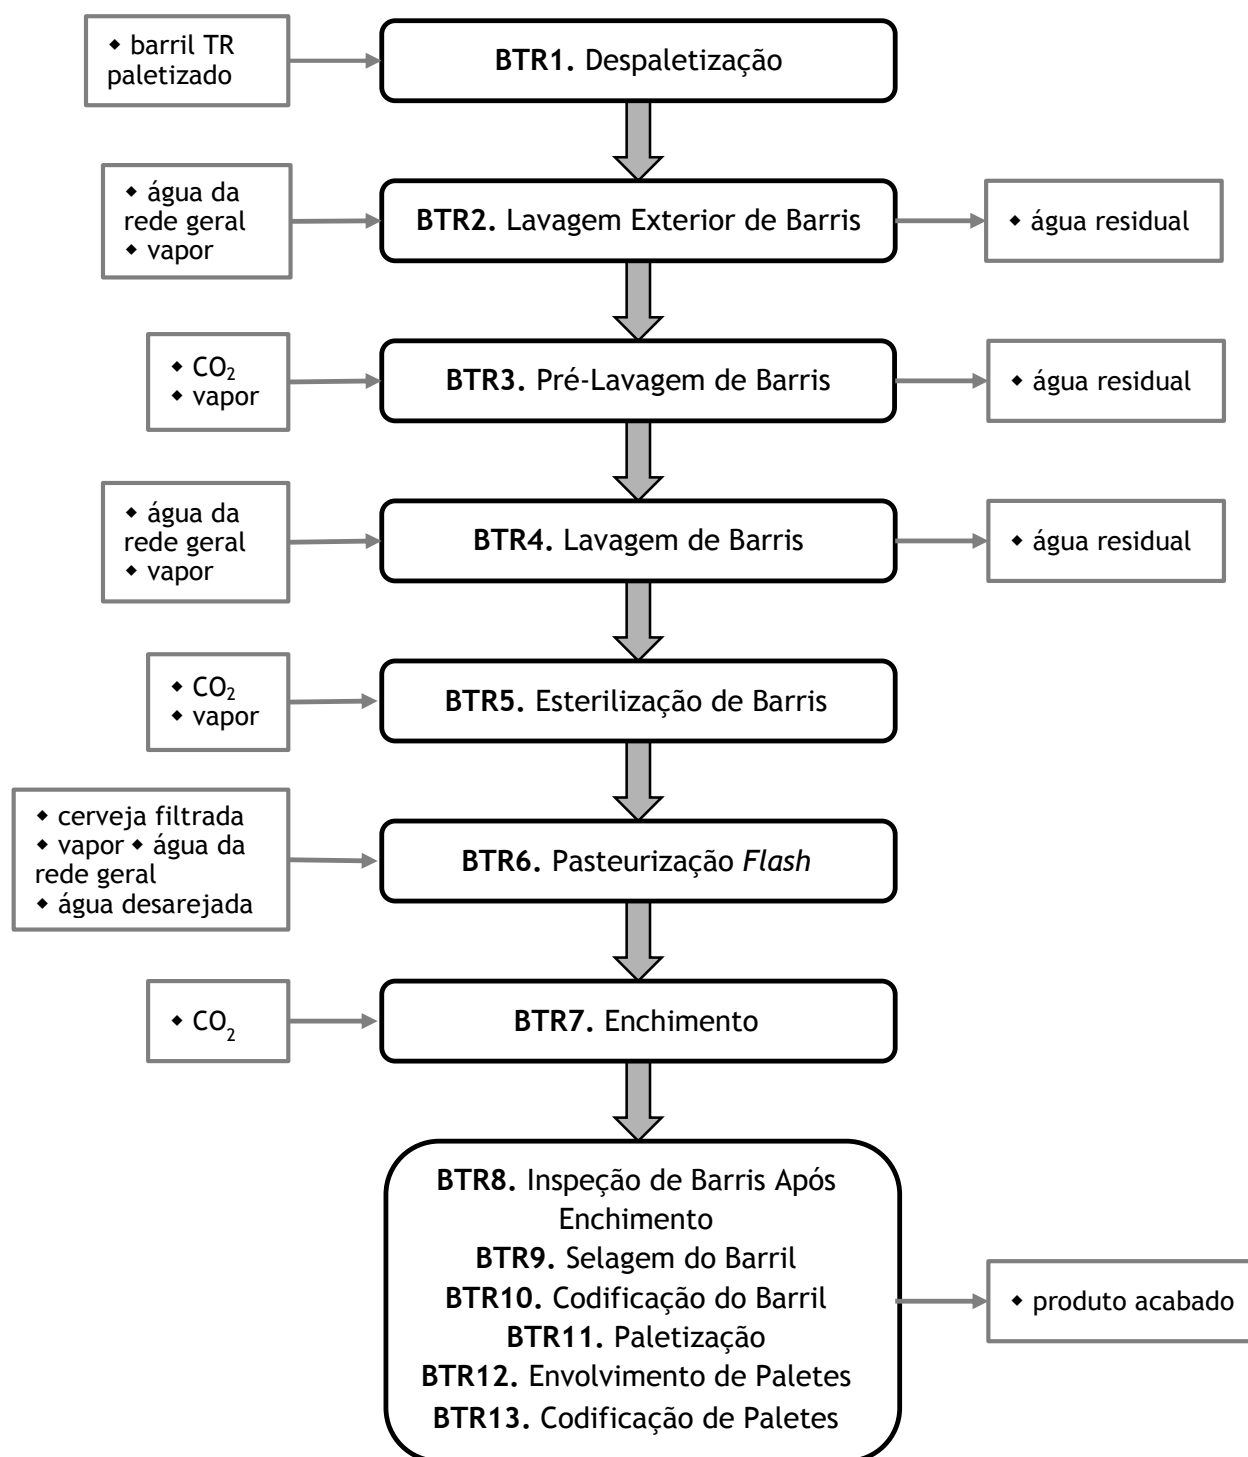 ◆ barril TR
paletizado
BTR1. Despaletização
◆ água da
rede geral
◆ vapor
BTR2. Lavagem Exterior de Barris
◆ água residual
◆ CO₂
◆ vapor
BTR3. Pré-Lavagem de Barris
◆ água residual
◆ água da
rede geral
◆ vapor
BTR4. Lavagem de Barris
◆ água residual
◆ CO₂
◆ vapor
BTR5. Esterilização de Barris
◆ cerveja filtrada
◆ vapor ◆ água da
rede geral
◆ água desarejada
BTR6. Pasteurização Flash
◆ CO₂
BTR7. Enchimento
BTR8. Inspeção de Barris Após
Enchimento
BTR9. Selagem do Barril
BTR10. Codificação do Barril
BTR11. Paletização
BTR12. Envolvimento de Paletes
BTR13. Codificação de Paletes
◆ produto acabado